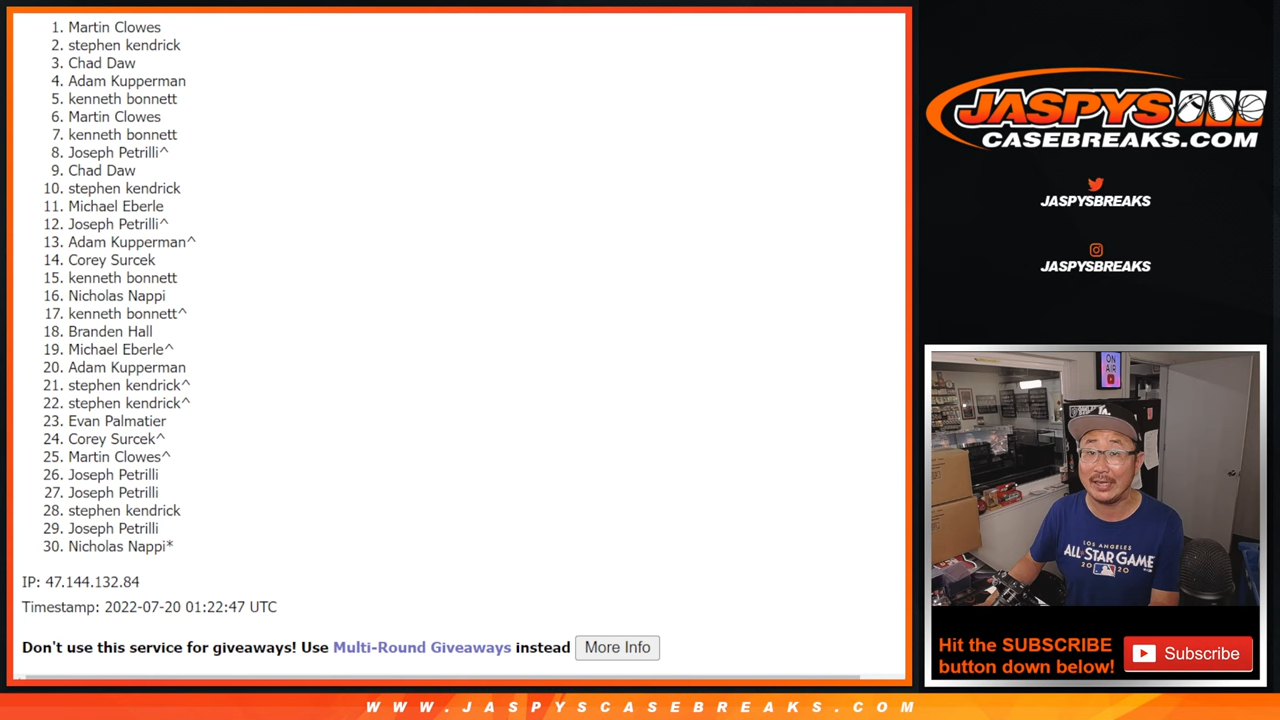 1. Martin Clowes
2. stephen kendrick
3. Chad Daw
4. Adam Kupperman
5. kenneth bonnett
6. Martin Clowes
7. kenneth bonnett
8. Joseph Petrilli^
9. Chad Daw
10. stephen kendrick
11. Michael Eberle
12. Joseph Petrilli^
13. Adam Kupperman^
14. Corey Surcek
15. kenneth bonnett
16. Nicholas Nappi
17. kenneth bonnett^
18. Branden Hall
19. Michael Eberle^
20. Adam Kupperman
21. stephen kendrick^
22. stephen kendrick^
23. Evan Palmatier
24. Corey Surcek^
25. Martin Clowes^
26. Joseph Petrilli
27. Joseph Petrilli
28. stephen kendrick
29. Joseph Petrilli
30. Nicholas Nappi*
IP: 47.144.132.84
Timestamp: 2022-07-20 01:22:47 UTC
Don't use this service for giveaways! Use Multi-Round Giveaways instead More Info
JASPYS
CASEBREAKS.COM
JASPYSBREAKS
JASPYSBREAKS
ON
AIR
LOS ANGELES
ALL-STAR GAME
2020
Hit the SUBSCRIBE
button down below!
Subscribe
WWW.JASPYSCASEBREAKS.COM